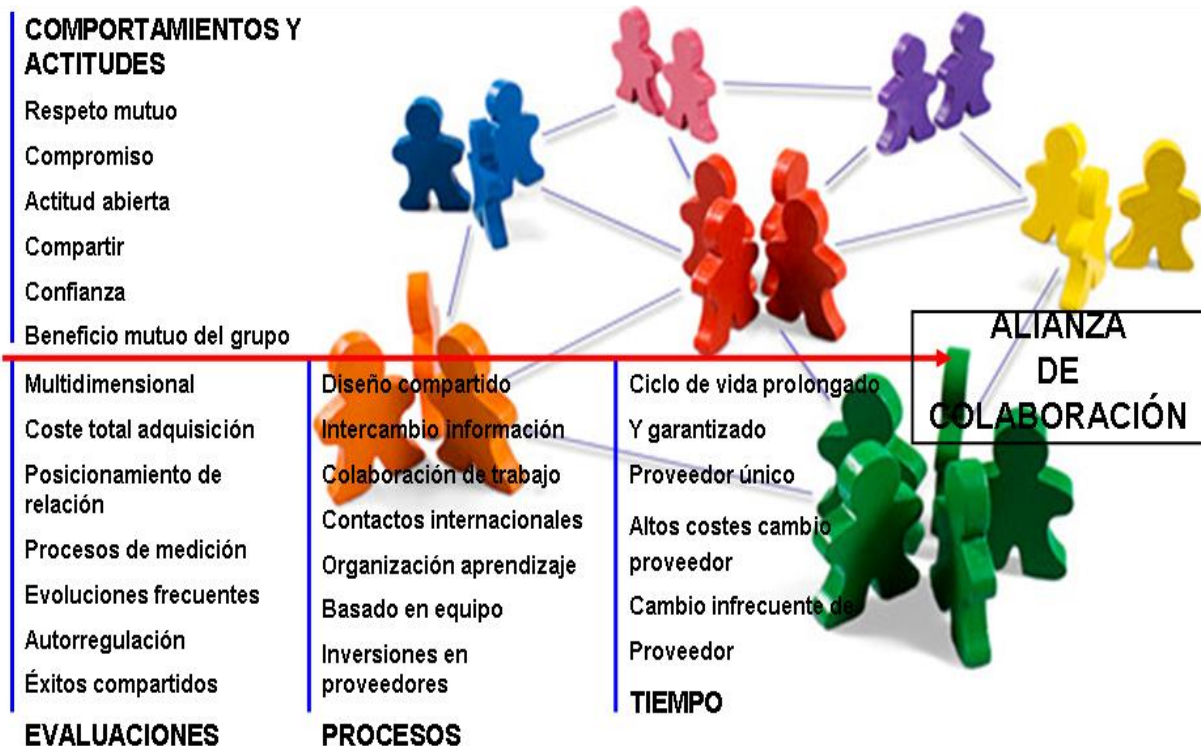 COMPORTAMIENTOS Y
ACTITUDES
Respeto mutuo
Compromiso
Actitud abierta
Compartir
Confianza
Beneficio mutuo del grupo
ALIANZA
DE
COLABORACIÓN
Multidimensional
Coste total adquisición
Posicionamiento de
relación
Procesos de medición
Evoluciones frecuentes
Autorregulación
Éxitos compartidos
EVALUACIONES
Diseño compartido
Intercambio información
Colaboración de trabajo
Contactos internacionales
Organización aprendizaje
Basado en equipo
Inversiones en
proveedores
PROCESOS
Ciclo de vida prolongado
Y garantizado
Proveedor único
Altos costes cambio
proveedor
Cambio infrecuente de
Proveedor
TIEMPO